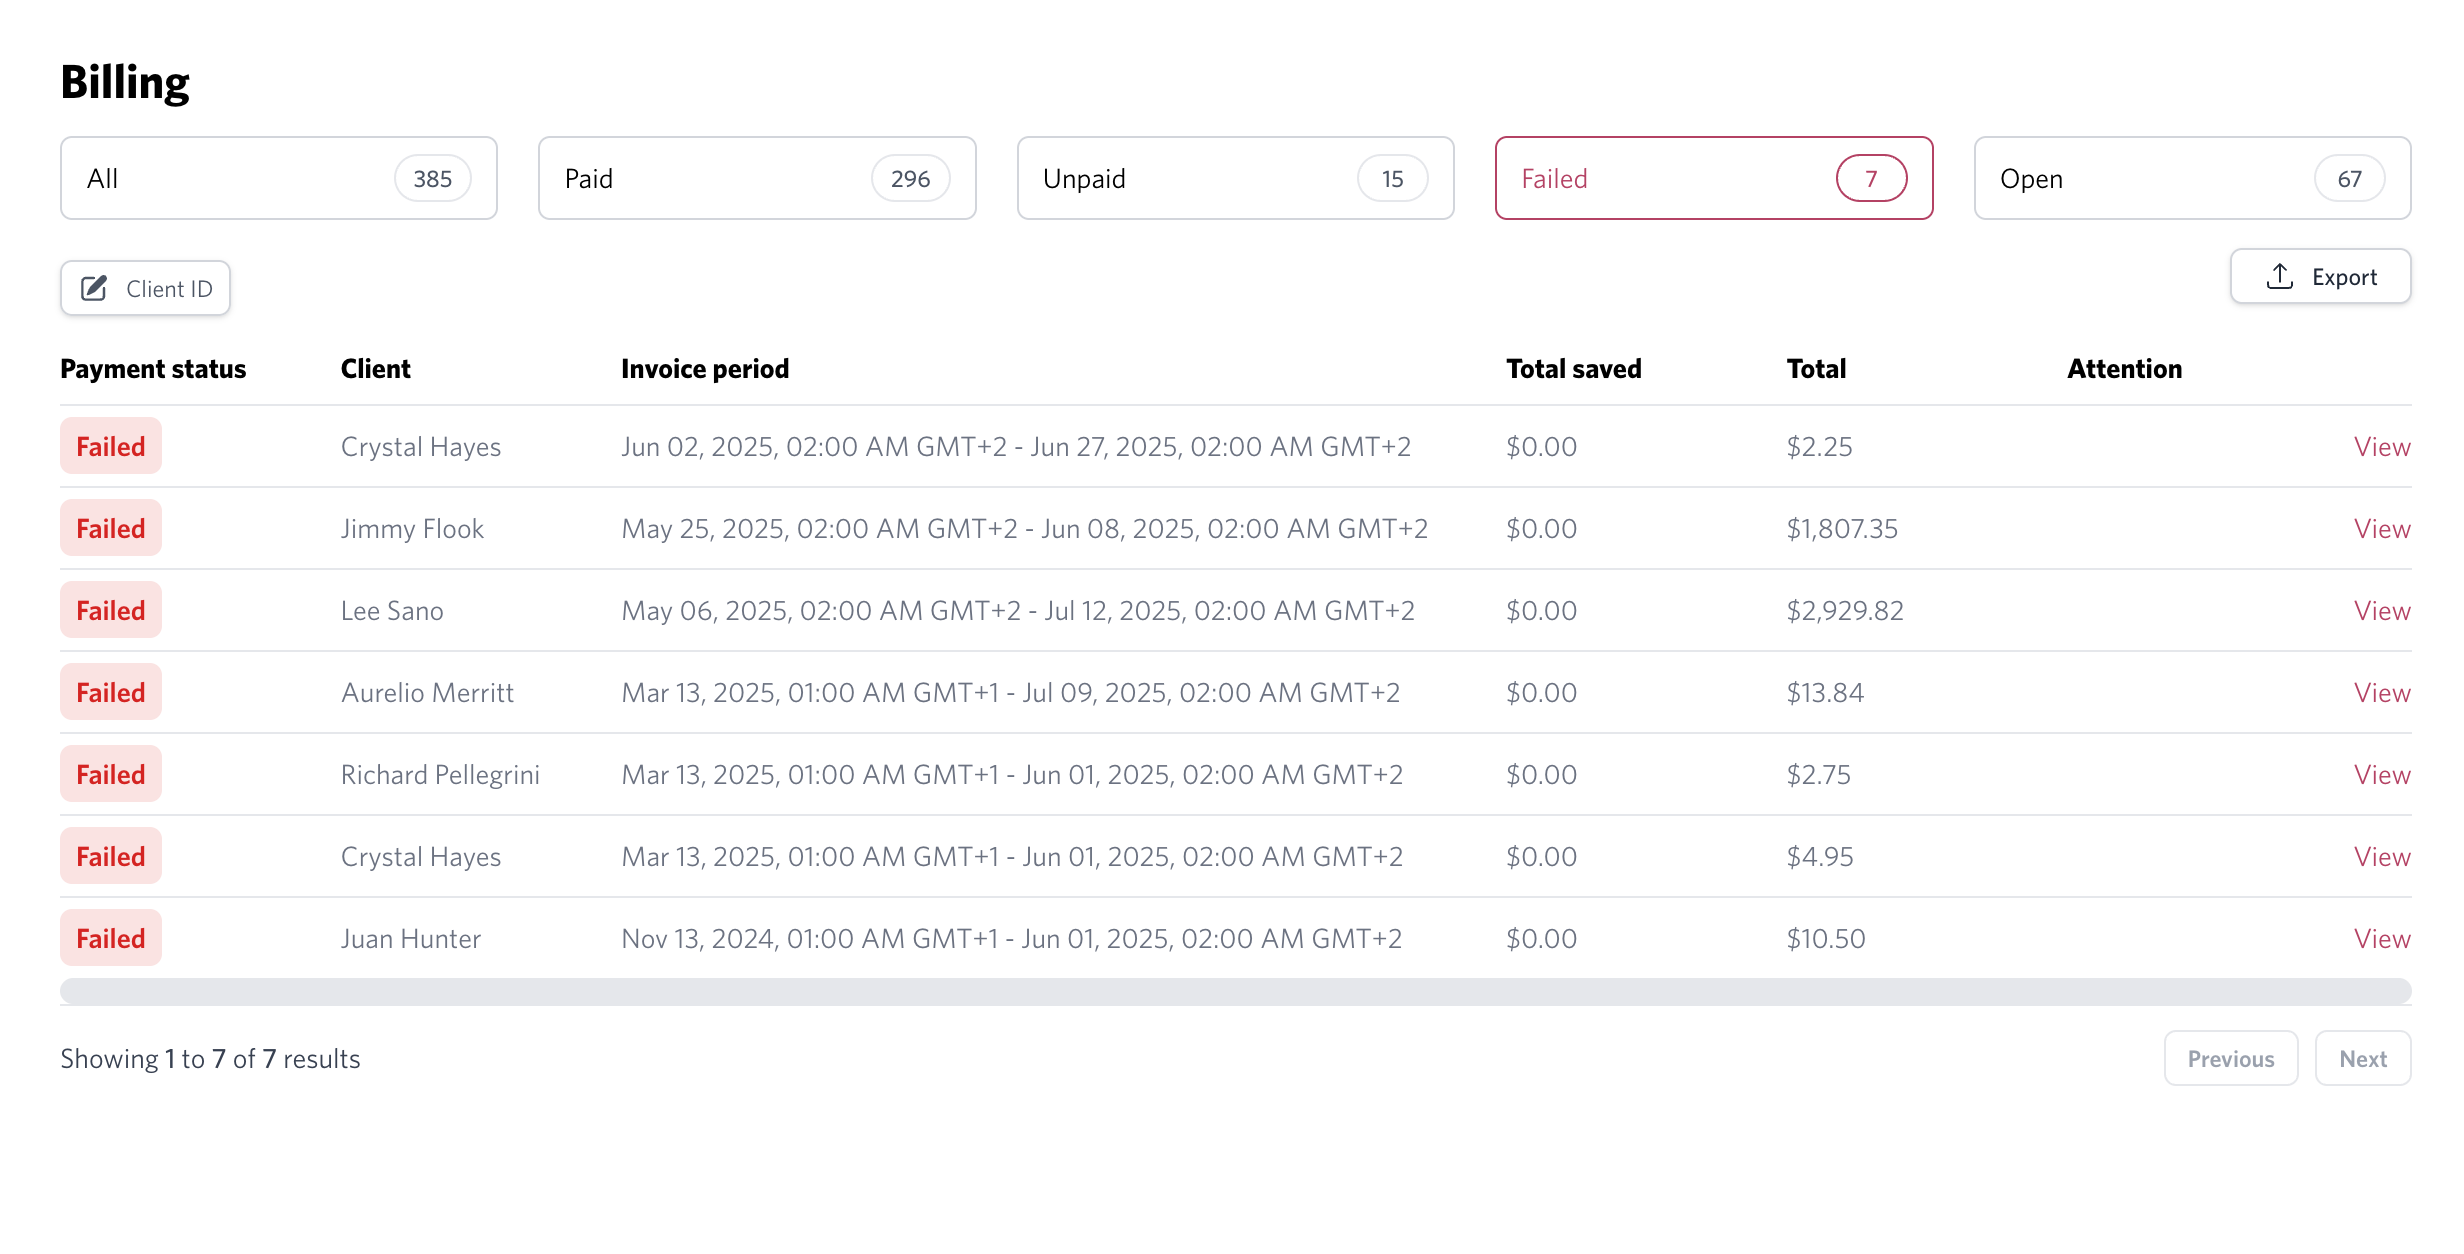 Billing
All 385 Paid 296 Unpaid 15 Failed 7 Open 67
Client ID Export
Payment status Client Invoice period Total saved Total Attention
Failed Crystal Hayes Jun 02, 2025, 02:00 AM GMT+2 - Jun 27, 2025, 02:00 AM GMT+2 $0.00 $2.25 View
Failed Jimmy Flook May 25, 2025, 02:00 AM GMT+2 - Jun 08, 2025, 02:00 AM GMT+2 $0.00 $1,807.35 View
Failed Lee Sano May 06, 2025, 02:00 AM GMT+2 - Jul 12, 2025, 02:00 AM GMT+2 $0.00 $2,929.82 View
Failed Aurelio Merritt Mar 13, 2025, 01:00 AM GMT+1 - Jul 09, 2025, 02:00 AM GMT+2 $0.00 $13.84 View
Failed Richard Pellegrini Mar 13, 2025, 01:00 AM GMT+1 - Jun 01, 2025, 02:00 AM GMT+2 $0.00 $2.75 View
Failed Crystal Hayes Mar 13, 2025, 01:00 AM GMT+1 - Jun 01, 2025, 02:00 AM GMT+2 $0.00 $4.95 View
Failed Juan Hunter Nov 13, 2024, 01:00 AM GMT+1 - Jun 01, 2025, 02:00 AM GMT+2 $0.00 $10.50 View
Showing 1 to 7 of 7 results Previous Next